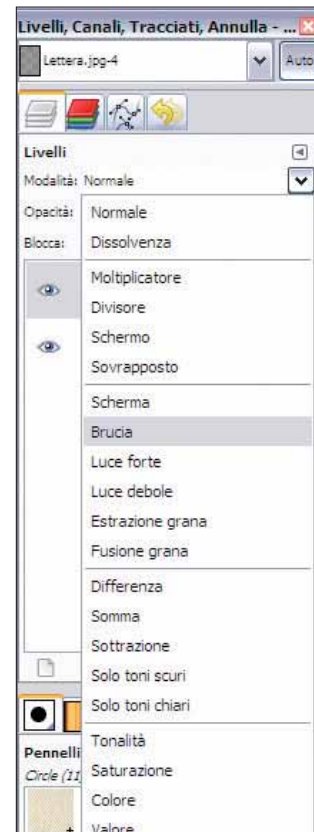 Livelli, Canali, Tracciati, Annulla - ...
Lettera.jpg-4
Auto
Livelli
Modalità: Normale
Opacità:
Blocca:
Normale
Dissolvenza
Moltiplicatore
Divisore
Schermo
Sovrapposto
Scherma
Brucia
Luce forte
Luce debole
Estrazione grana
Fusione grana
Differenza
Somma
Sottrazione
Solo toni scuri
Solo toni chiari
Tonalità
Saturazione
Colore
Valore
Pennelli
Circle (11